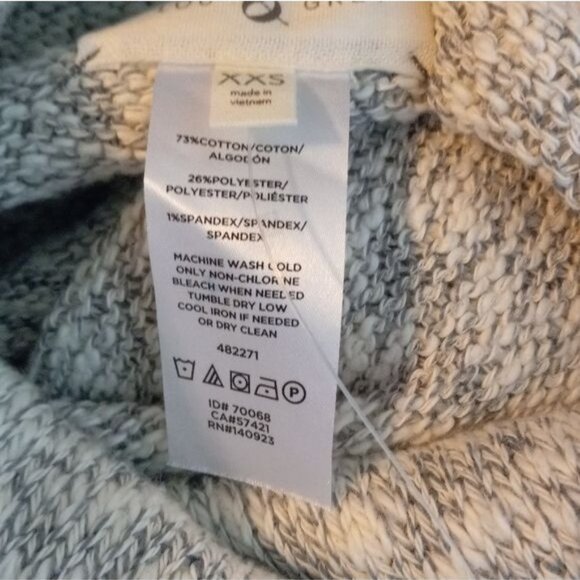 XXS
made in
vietnam
73%COTTON/COTON/
ALGODÓN
26%POLYESTER/
POLYESTER/POLIÉSTER
1%SPANDEX/SPANDEX/
SPANDEX
MACHINE WASH COLD
ONLY NON-CHLORINE
BLEACH WHEN NEEDED
TUMBLE DRY LOW
COOL IRON IF NEEDED
OR DRY CLEAN
482271
P
ID# 70068
CA#57421
RN#140923